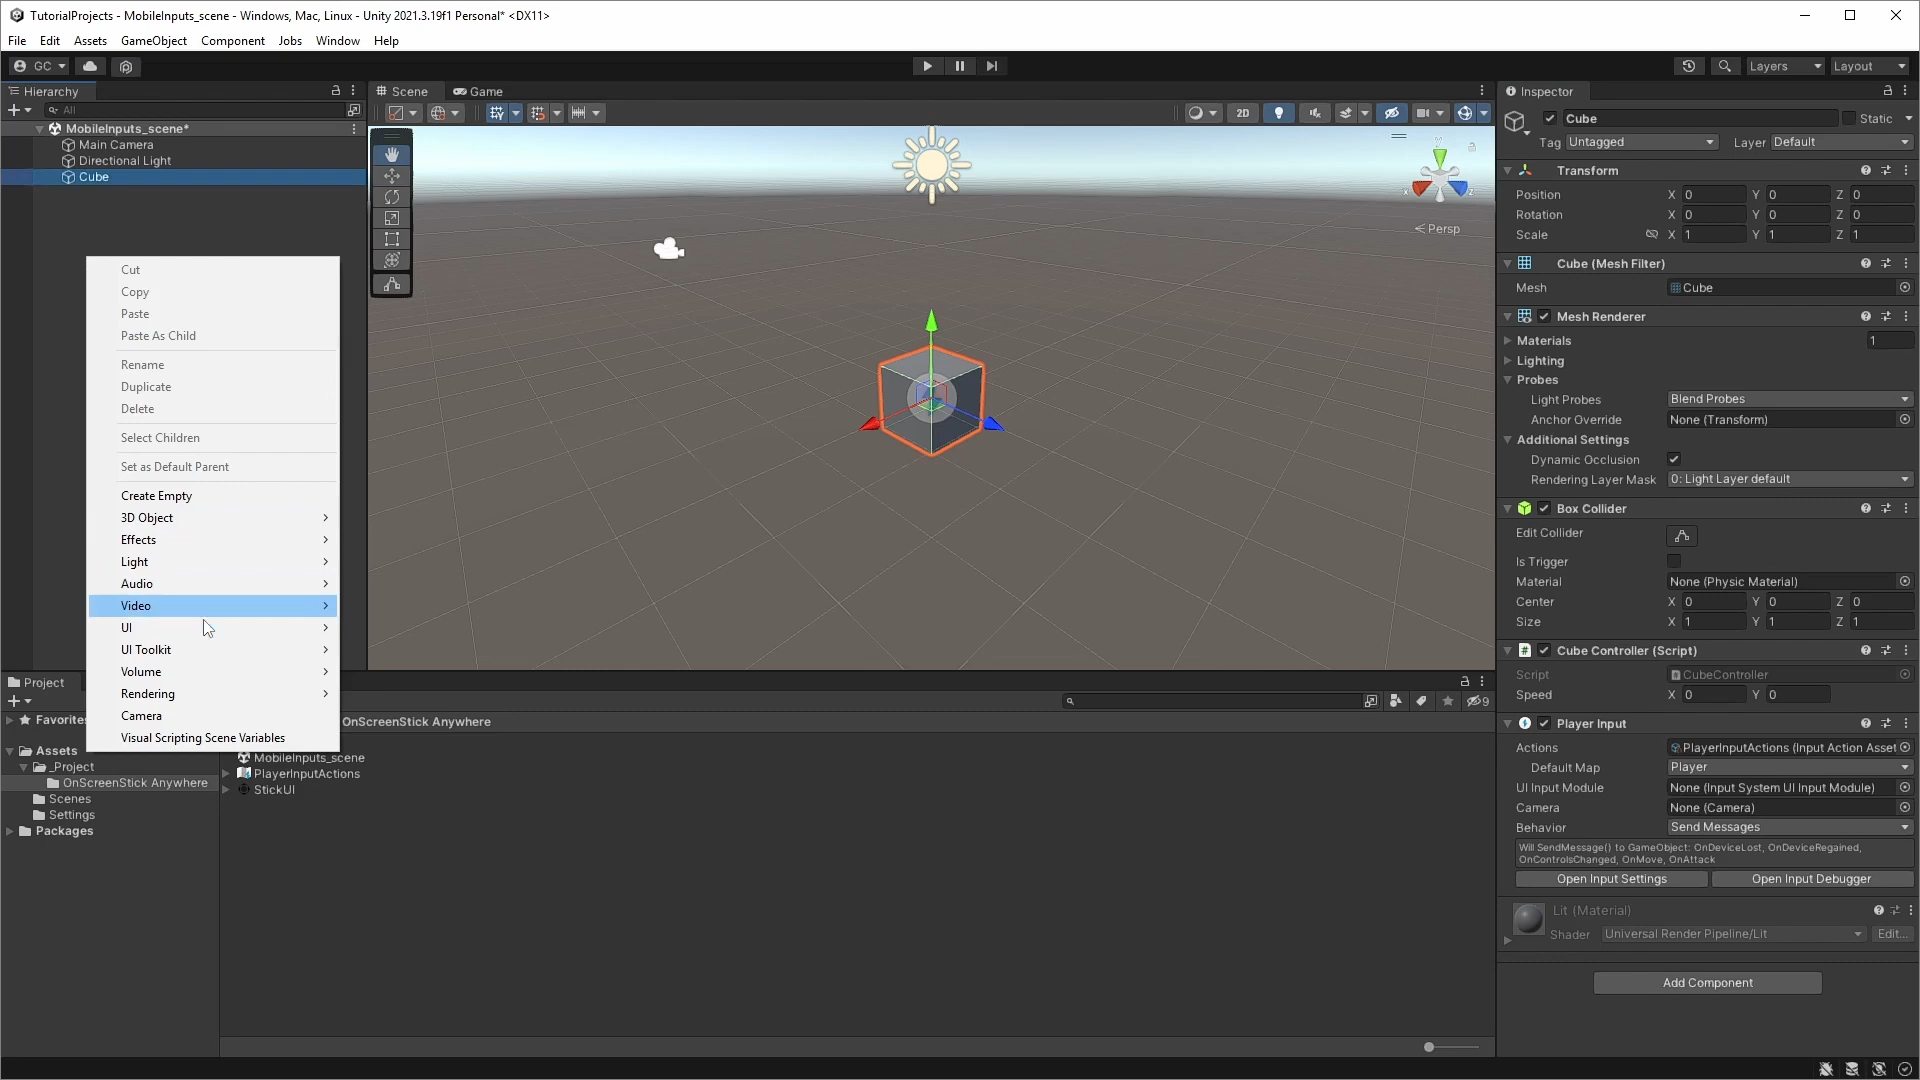 TutorialProjects - MobileInputs_scene - Windows, Mac, Linux - Unity 2021.3.19f1 Personal* <DX11>
File Edit Assets GameObject Component Jobs Window Help
GC Layers Layout
Hierarchy
All
MobileInputs_scene*
Main Camera
Directional Light
Cube
Scene Game
2D
Persp
Cut
Copy
Paste
Paste As Child
Rename
Duplicate
Delete
Select Children
Set as Default Parent
Create Empty
3D Object
Effects
Light
Audio
Video
UI
UI Toolkit
Volume
Rendering
Camera
Visual Scripting Scene Variables
Project
9
Favorites
Assets
_Project
OnScreenStick Anywhere
Scenes
Settings
Packages
OnScreenStick Anywhere
MobileInputs_scene
PlayerInputActions
StickUI
Inspector
Cube Static
Tag Untagged Layer Default
Transform
Position X 0 Y 0 Z 0
Rotation X 0 Y 0 Z 0
Scale X 1 Y 1 Z 1
Cube (Mesh Filter)
Mesh Cube
Mesh Renderer
Materials 1
Lighting
Probes
Light Probes Blend Probes
Anchor Override None (Transform)
Additional Settings
Dynamic Occlusion
Rendering Layer Mask 0: Light Layer default
Box Collider
Edit Collider
Is Trigger
Material None (Physic Material)
Center X 0 Y 0 Z 0
Size X 1 Y 1 Z 1
Cube Controller (Script)
Script CubeController
Speed X 0 Y 0
Player Input
Actions PlayerInputActions (Input Action Asset
Default Map Player
UI Input Module None (Input System UI Input Module)
Camera None (Camera)
Behavior Send Messages
Will SendMessage() to GameObject: OnDeviceLost, OnDeviceRegained,
OnControlsChanged, OnMove, OnAttack
Open Input Settings Open Input Debugger
Lit (Material)
Shader Universal Render Pipeline/Lit Edit...
Add Component